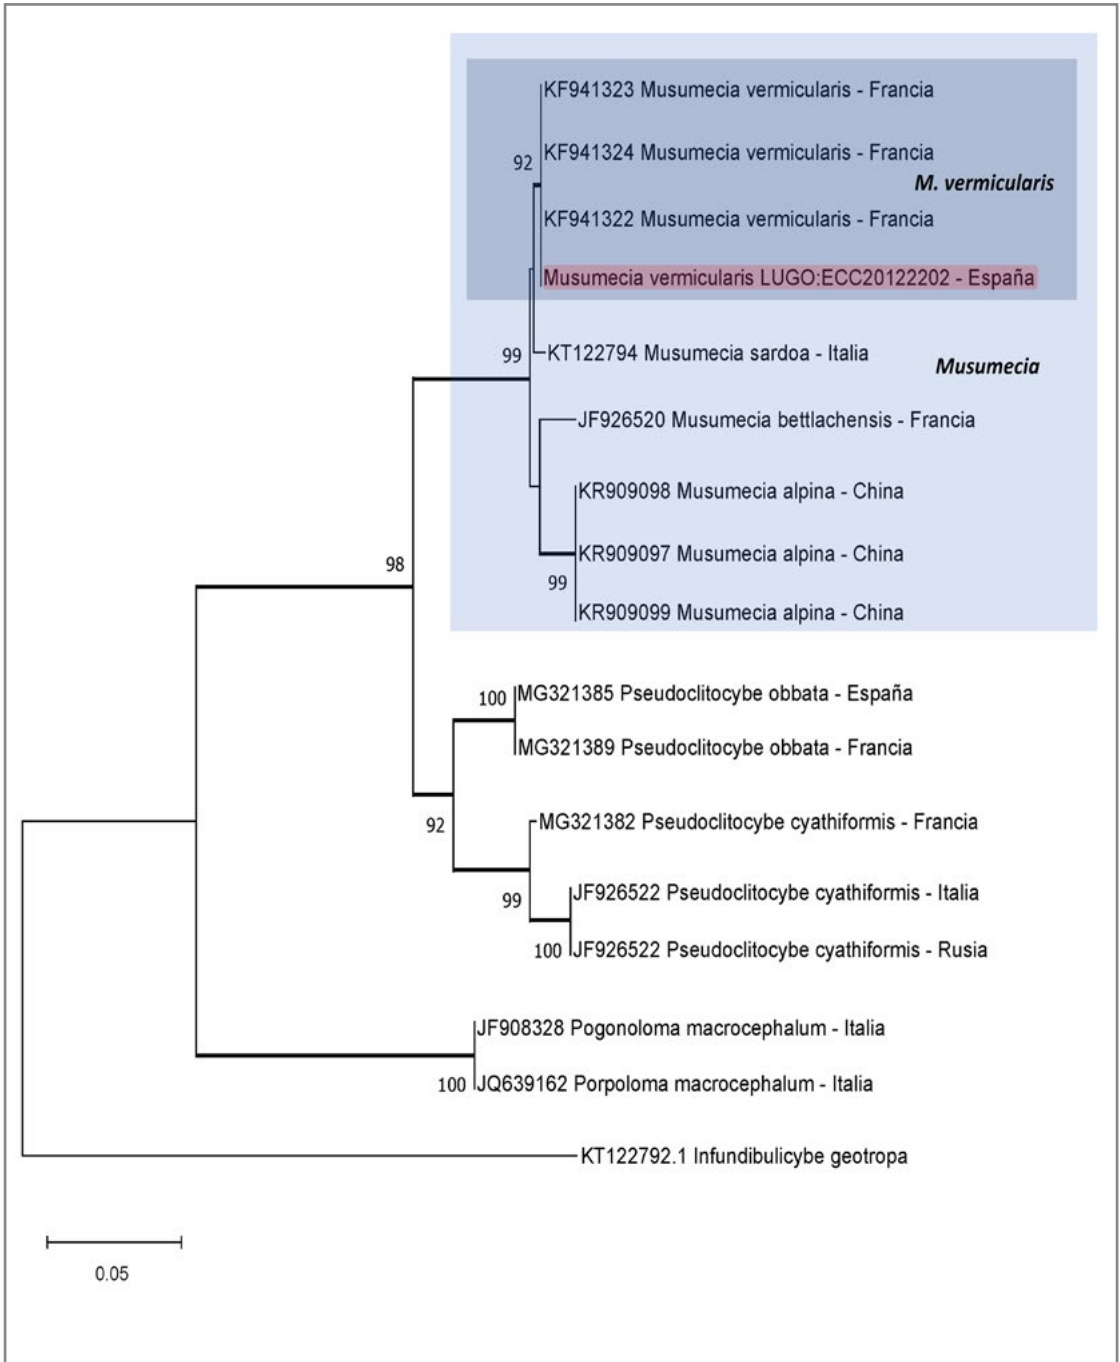 KF941323 Musumecia vermicularis - Francia
KF941324 Musumecia vermicularis - Francia
92
M. vermicularis
KF941322 Musumecia vermicularis - Francia
Musumecia vermicularis LUGO:ECC20122202 - España
99
KT122794 Musumecia sardoa - Italia
Musumecia
JF926520 Musumecia bettlachensis - Francia
KR909098 Musumecia alpina - China
KR909097 Musumecia alpina - China
98
99
KR909099 Musumecia alpina - China
100
MG321385 Pseudoclitocybe obbata - España
MG321389 Pseudoclitocybe obbata - Francia
92
MG321382 Pseudoclitocybe cyathiformis - Francia
JF926522 Pseudoclitocybe cyathiformis - Italia
99
100
JF926522 Pseudoclitocybe cyathiformis - Rusia
JF908328 Pogonoloma macrocephalum - Italia
100
JQ639162 Porpoloma macrocephalum - Italia
KT122792.1 Infundibulicybe geotropa
0.05